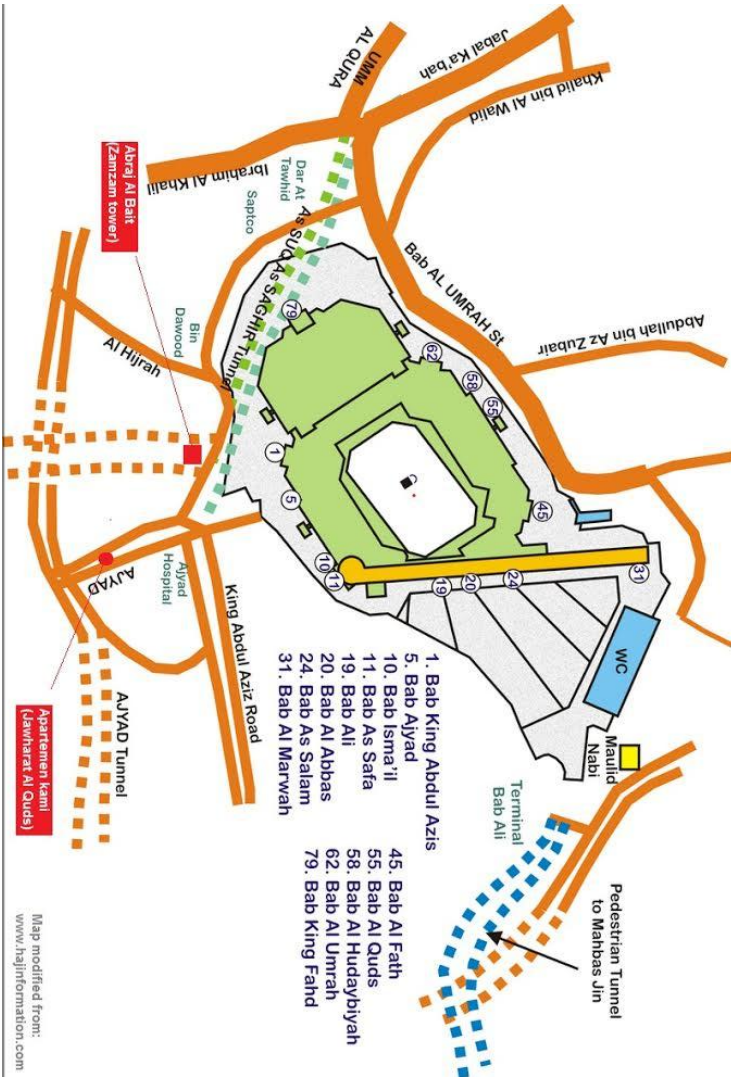 Jabal Ka'bah
Khalid bin Al Walid
UMM
AL QURA
Ibrahim Al Khalil
Dar At
Tawhid
Saptco
As SUQ As SAGHIR Tunnel
Abraj Al Bait
(Zamzam tower)
Bin
Dawood
Al Hijrah
Bab AL UMRAH St
Abdullah bin Az Zubair
79
62
58
55
45
1
5
10
11
19
20
24
31
WC
Maulid
Nabi
Ajyad
Hospital
AJYAD
King Abdul Aziz Road
AJYAD Tunnel
Apartemen kami
(Jawharat Al Quds)
1. Bab King Abdul Azis
5. Bab Ajyad
10. Bab Isma'il
11. Bab As Safa
19. Bab Ali
20. Bab Al Abbas
24. Bab As Salam
31. Bab Al Marwah
45. Bab Al Fath
55. Bab Al Quds
58. Bab Al Hudaybiyah
62. Bab Al Umrah
79. Bab King Fahd
Terminal
Bab Ali
Pedestrian Tunnel
to Mahbas Jin
Map modified from:
www.hajinformation.com